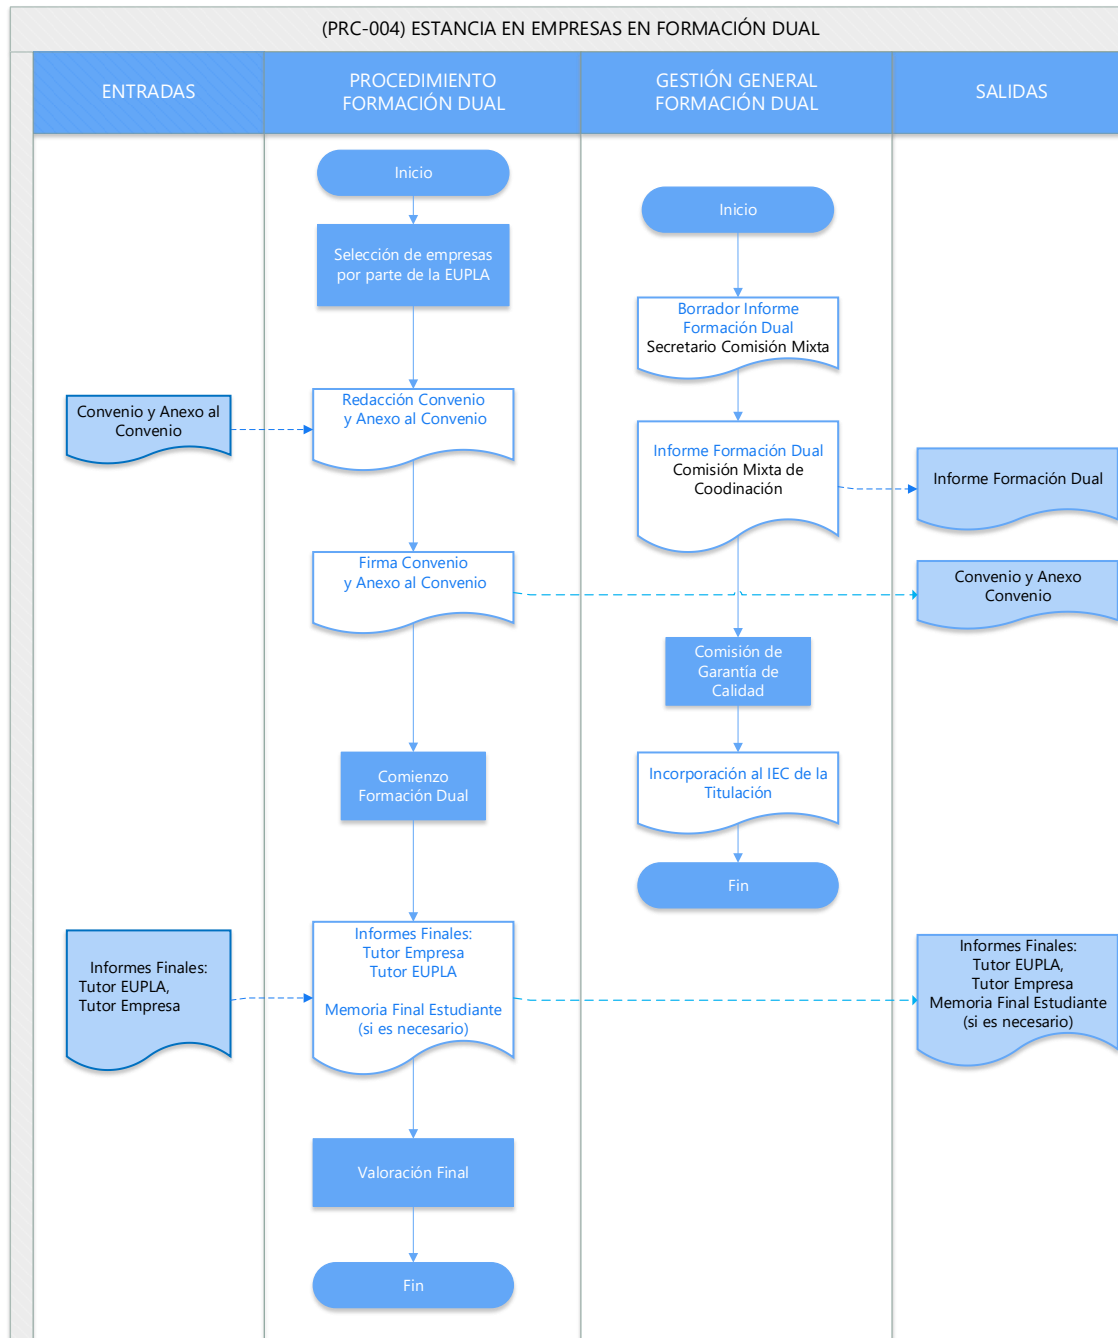 (PRC-004) ESTANCIA EN EMPRESAS EN FORMACIÓN DUAL
ENTRADAS
PROCEDIMIENTO
FORMACIÓN DUAL
GESTIÓN GENERAL
FORMACIÓN DUAL
SALIDAS
Inicio
Selección de empresas
por parte de la EUPLA
Convenio y Anexo al
Convenio
Redacción Convenio
y Anexo al Convenio
Firma Convenio
y Anexo al Convenio
Comienzo
Formación Dual
Informes Finales:
Tutor EUPLA,
Tutor Empresa
Informes Finales:
Tutor Empresa
Tutor EUPLA
Memoria Final Estudiante
(si es necesario)
Valoración Final
Fin
Inicio
Borrador Informe
Formación Dual
Secretario Comisión Mixta
Informe Formación Dual
Comisión Mixta de
Coodinación
Comisión de
Garantía de
Calidad
Incorporación al IEC de la
Titulación
Fin
Informe Formación Dual
Convenio y Anexo
Convenio
Informes Finales:
Tutor EUPLA,
Tutor Empresa
Memoria Final Estudiante
(si es necesario)